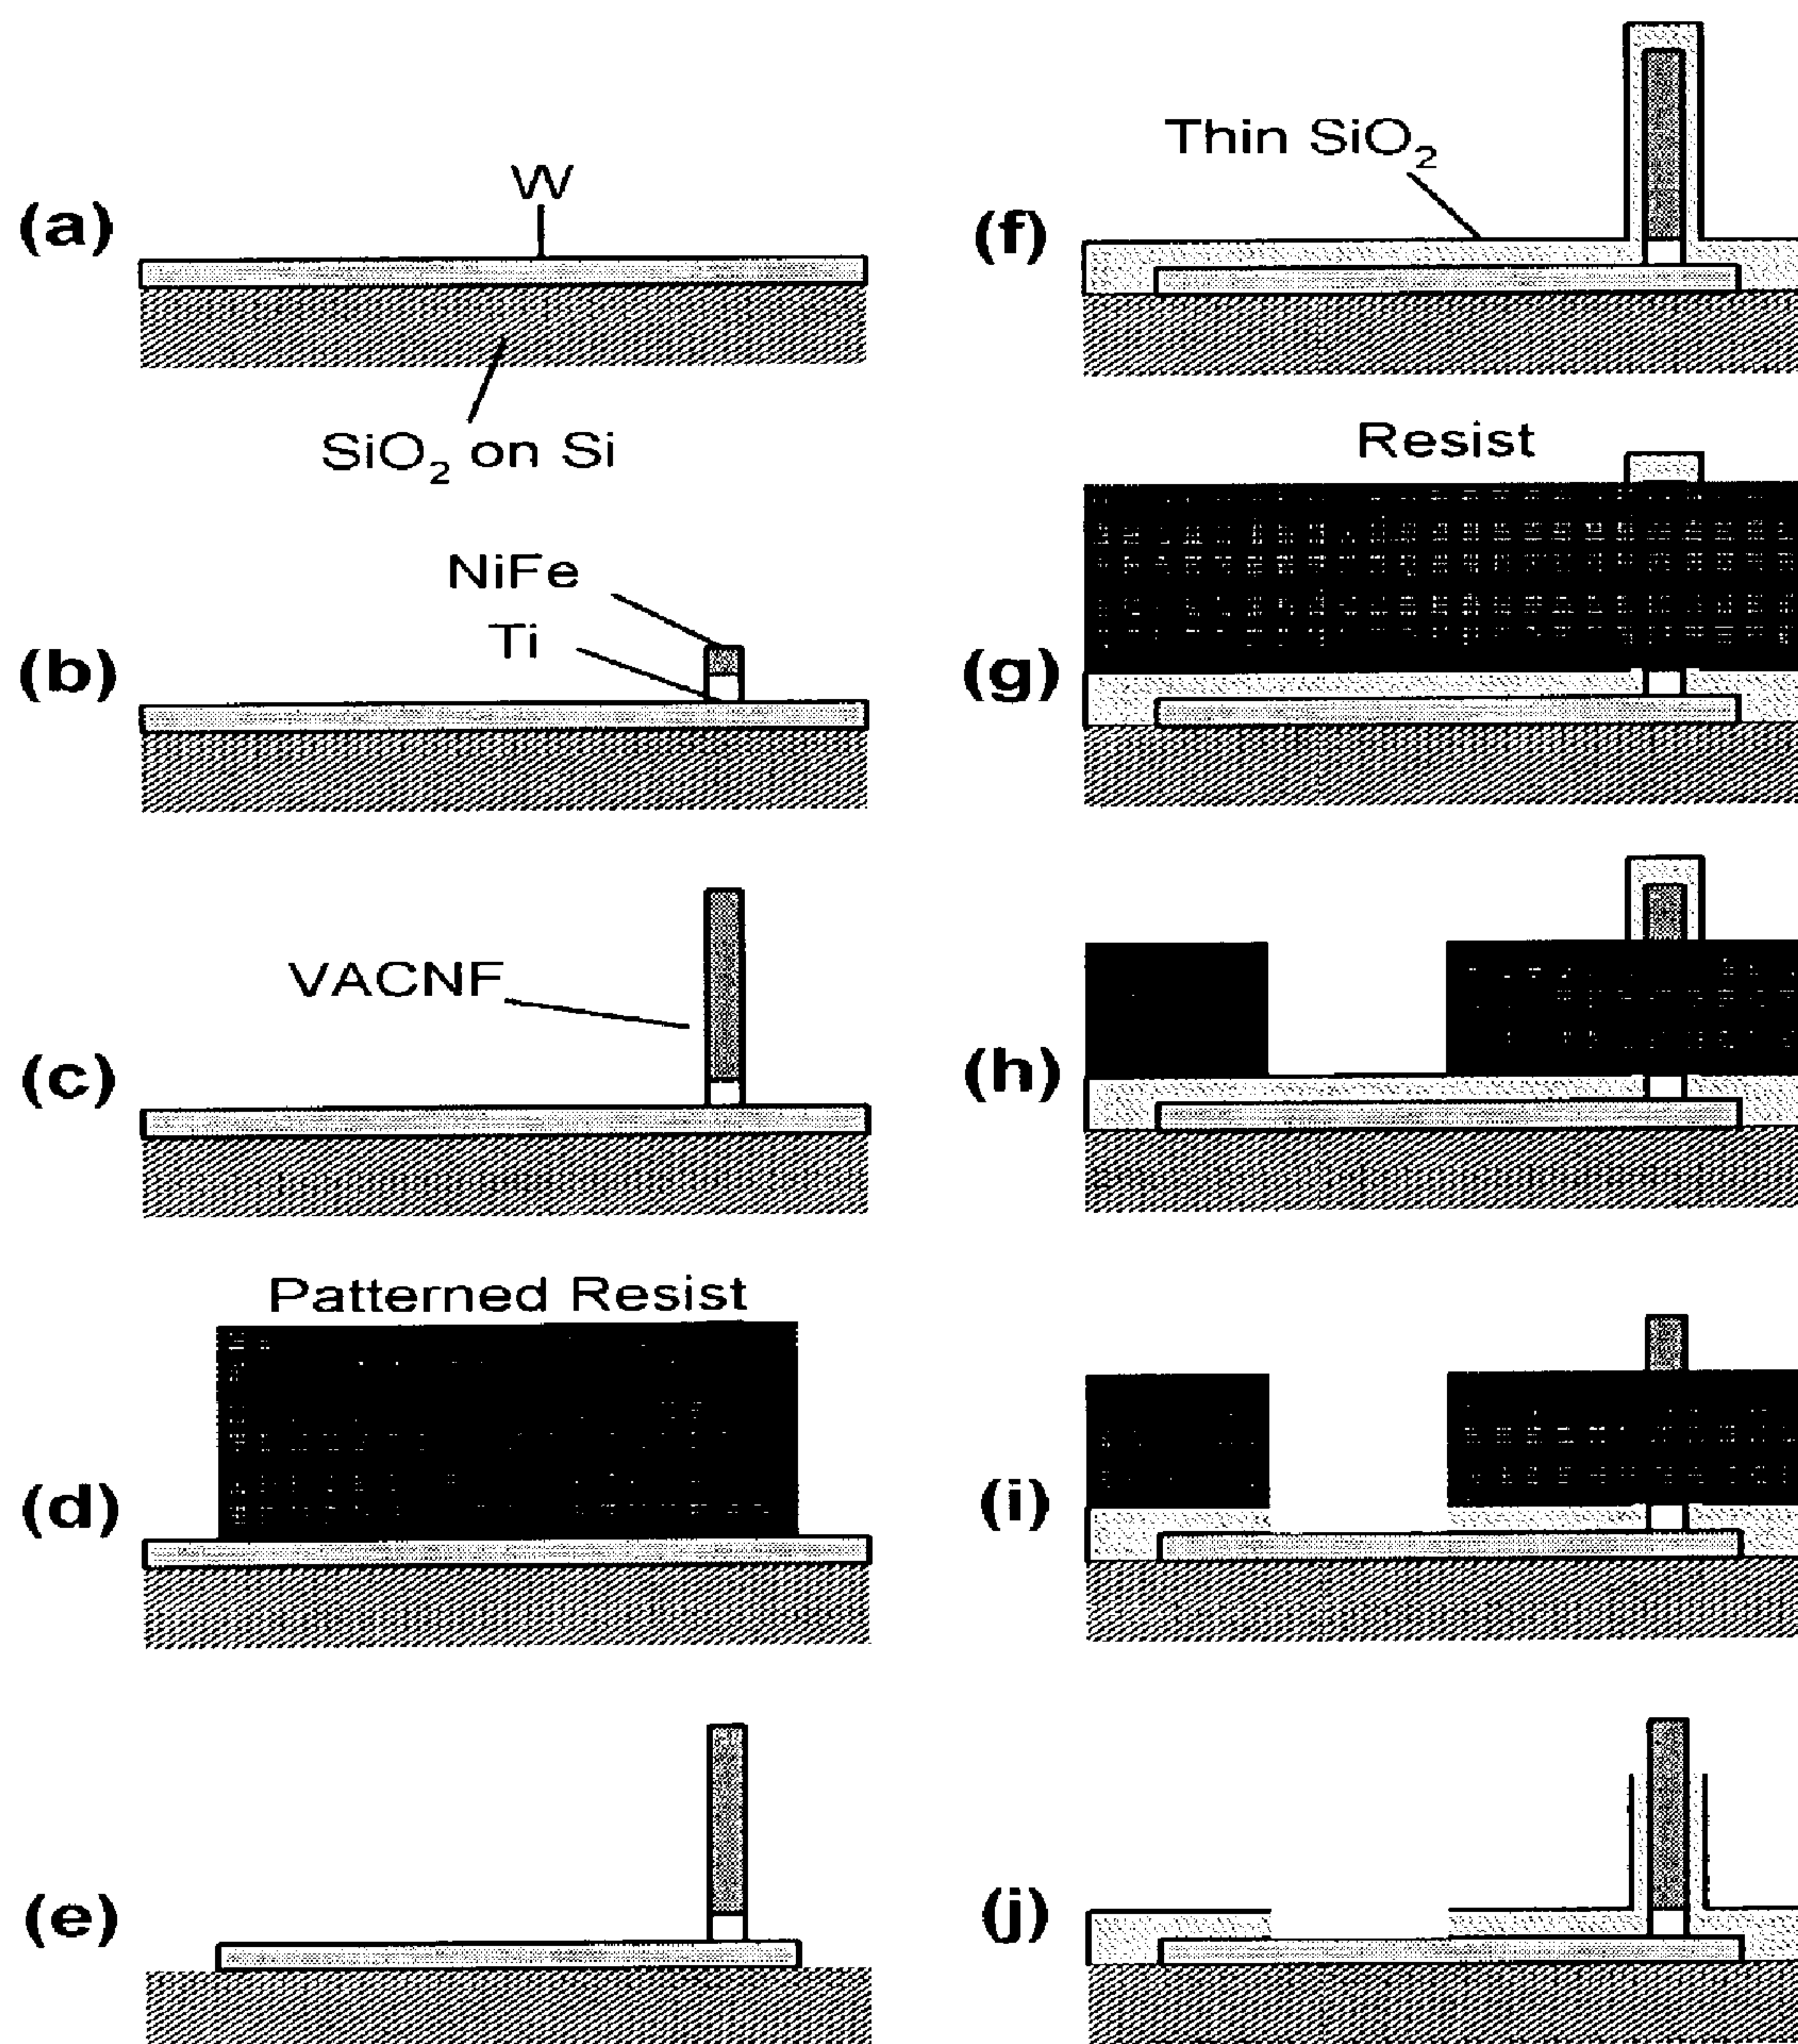 (a)
W
SiO₂ on Si
(b)
NiFe
Ti
(c)
VACNF
(d)
Patterned Resist
(e)
(f)
Thin SiO₂
(g)
Resist
(h)
(i)
(j)